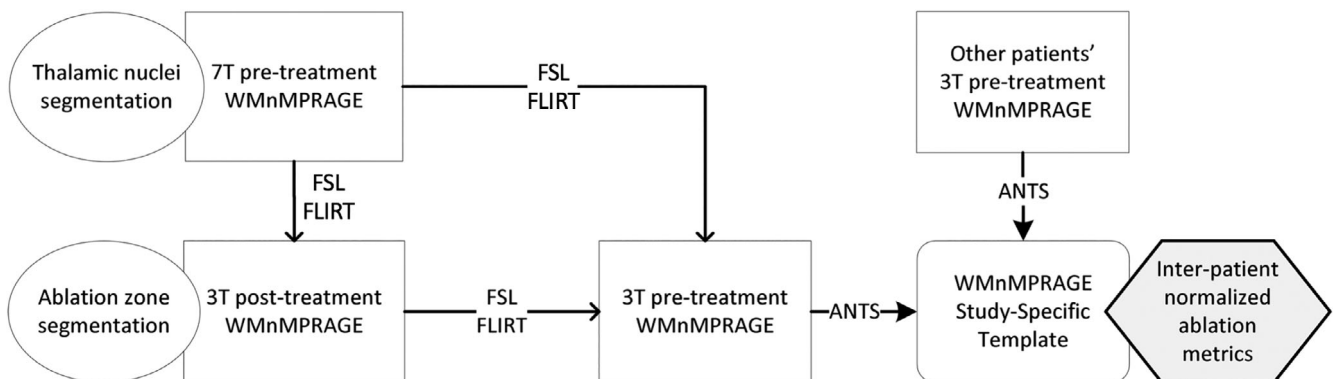 Thalamic nuclei
segmentation
7T pre-treatment
WMnMPRAGE
FSL
FLIRT
Other patients’
3T pre-treatment
WMnMPRAGE
FSL
FLIRT
ANTS
Ablation zone
segmentation
3T post-treatment
WMnMPRAGE
FSL
FLIRT
3T pre-treatment
WMnMPRAGE
ANTS
WMnMPRAGE
Study-Specific
Template
Inter-patient
normalized
ablation
metrics